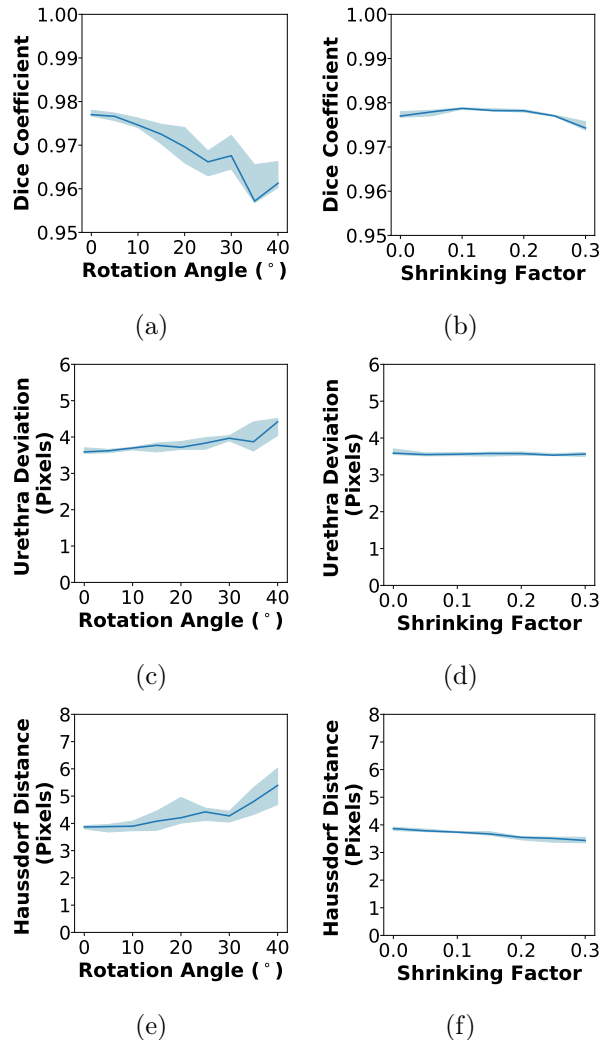 1.00
0.99
0.98
0.97
0.96
0.95
Dice Coefficient
0 10 20 30 40
Rotation Angle (°)
(a)
1.00
0.99
0.98
0.97
0.96
0.95
Dice Coefficient
0.0 0.1 0.2 0.3
Shrinking Factor
(b)
6
5
4
3
2
1
0
Urethra Deviation
(Pixels)
0 10 20 30 40
Rotation Angle (°)
(c)
6
5
4
3
2
1
0
Urethra Deviation
(Pixels)
0.0 0.1 0.2 0.3
Shrinking Factor
(d)
8
7
6
5
4
3
2
1
0
Haussdorf Distance
(Pixels)
0 10 20 30 40
Rotation Angle (°)
(e)
8
7
6
5
4
3
2
1
0
Haussdorf Distance
(Pixels)
0.0 0.1 0.2 0.3
Shrinking Factor
(f)